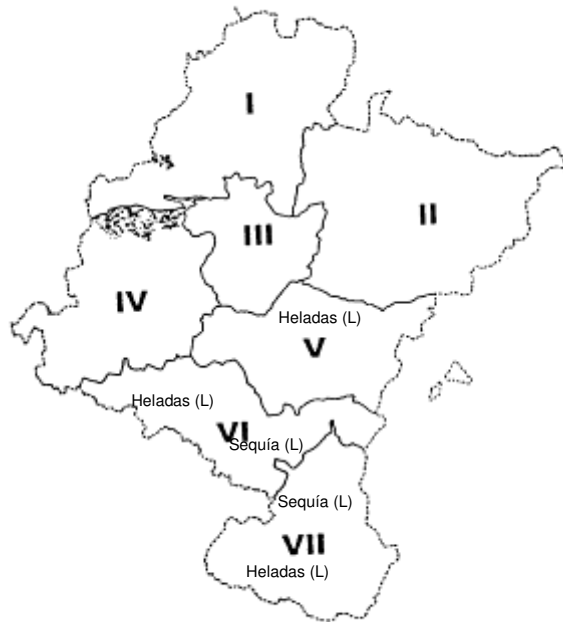 I
II
III
IV
Heladas (L)
V
Heladas (L)
VI
Sequía (L)
Sequía (L)
VII
Heladas (L)